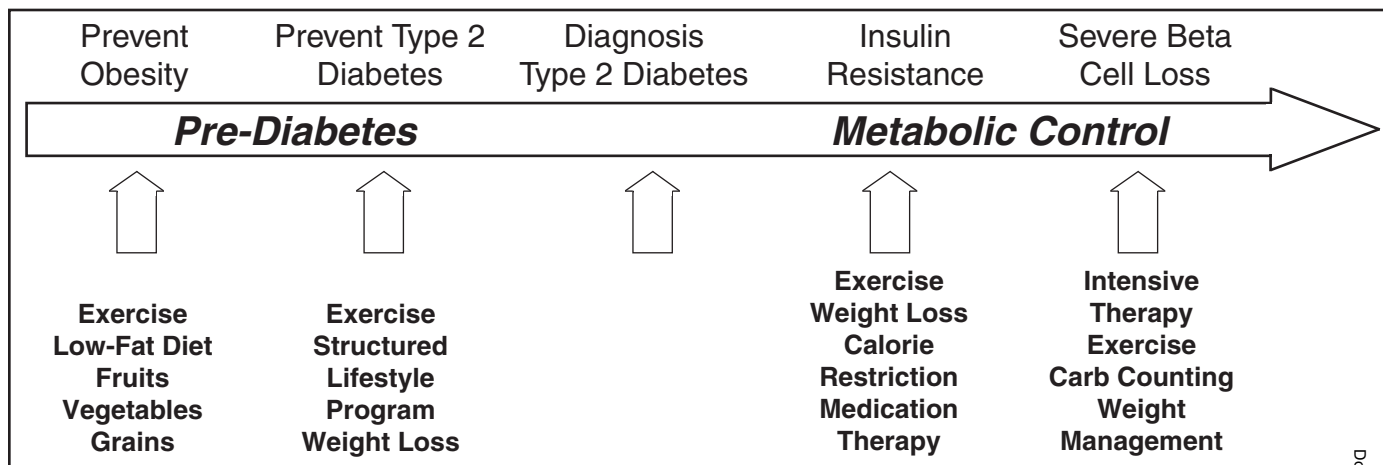 Prevent
Obesity
Prevent Type 2
Diabetes
Diagnosis
Type 2 Diabetes
Insulin
Resistance
Severe Beta
Cell Loss
Pre-Diabetes
Metabolic Control
Exercise
Low-Fat Diet
Fruits
Vegetables
Grains
Exercise
Structured
Lifestyle
Program
Weight Loss
Exercise
Weight Loss
Calorie
Restriction
Medication
Therapy
Intensive
Therapy
Exercise
Carb Counting
Weight
Management